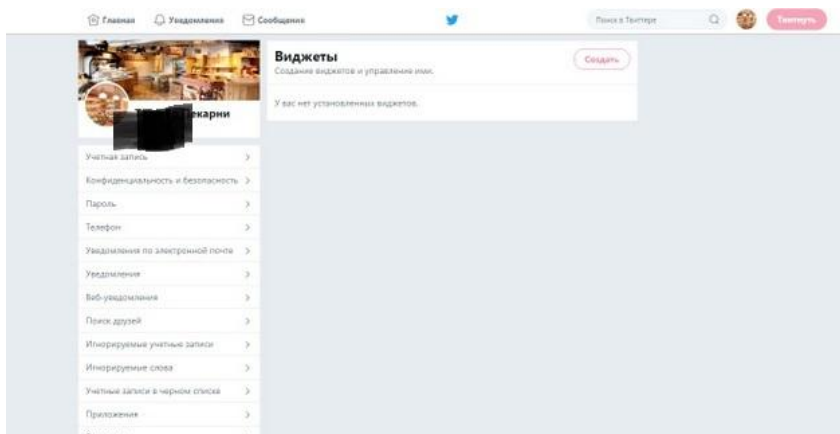 Главная Уведомления Сообщения Поиск в Твиттере Твитнуть
Виджеты
Создание виджетов и управление ими.
Создать
У вас нет установленных виджетов.
Учетная запись
Конфиденциальность и безопасность
Пароль
Телефон
Уведомления по электронной почте
Уведомления
Веб-уведомления
Поиск друзей
Игнорируемые учетные записи
Игнорируемые слова
Учетные записи в черном списке
Приложения